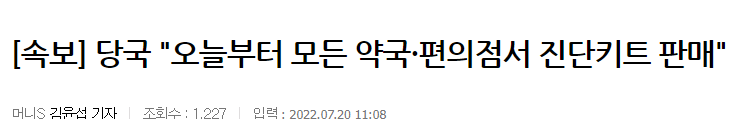 [속보] 당국 "오늘부터 모든 약국·편의점서 진단키트 판매"
머니S 김윤섭 기자 | 조회수 : 1,227 | 입력 : 2022.07.20 11:08